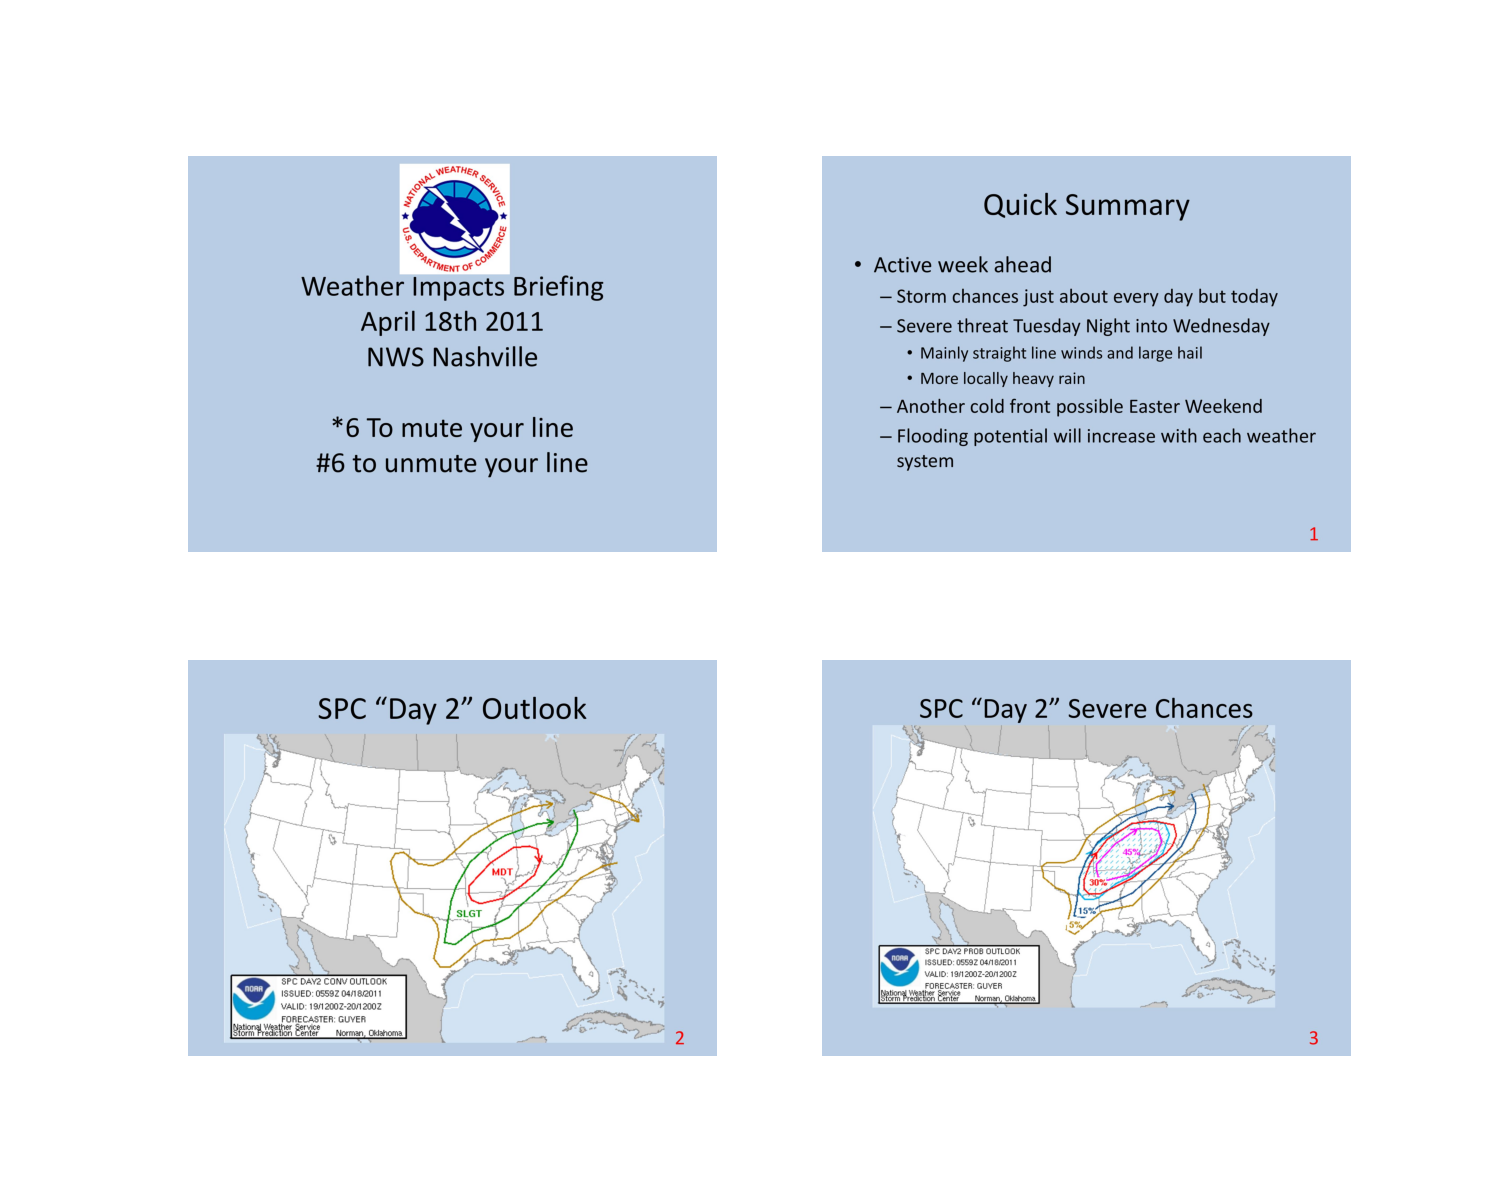 NATIONAL WEATHER SERVICE
U.S. DEPARTMENT OF COMMERCE
Weather Impacts Briefing
April 18th 2011
NWS Nashville
*6 To mute your line
#6 to unmute your line
Quick Summary
• Active week ahead
– Storm chances just about every day but today
– Severe threat Tuesday Night into Wednesday
• Mainly straight line winds and large hail
• More locally heavy rain
– Another cold front possible Easter Weekend
– Flooding potential will increase with each weather
system
1
SPC “Day 2” Outlook
MDT
SLGT
NOAA
SPC DAY2 CONV OUTLOOK
ISSUED: 0559Z 04/18/2011
VALID: 19/1200Z-20/1200Z
FORECASTER: GUYER
National Weather Service
Storm Prediction Center Norman, Oklahoma
2
SPC “Day 2” Severe Chances
45%
30%
15%
5%
NOAA
SPC DAY2 PROB OUTLOOK
ISSUED: 0559Z 04/18/2011
VALID: 19/1200Z-20/1200Z
FORECASTER: GUYER
National Weather Service
Storm Prediction Center Norman, Oklahoma
3